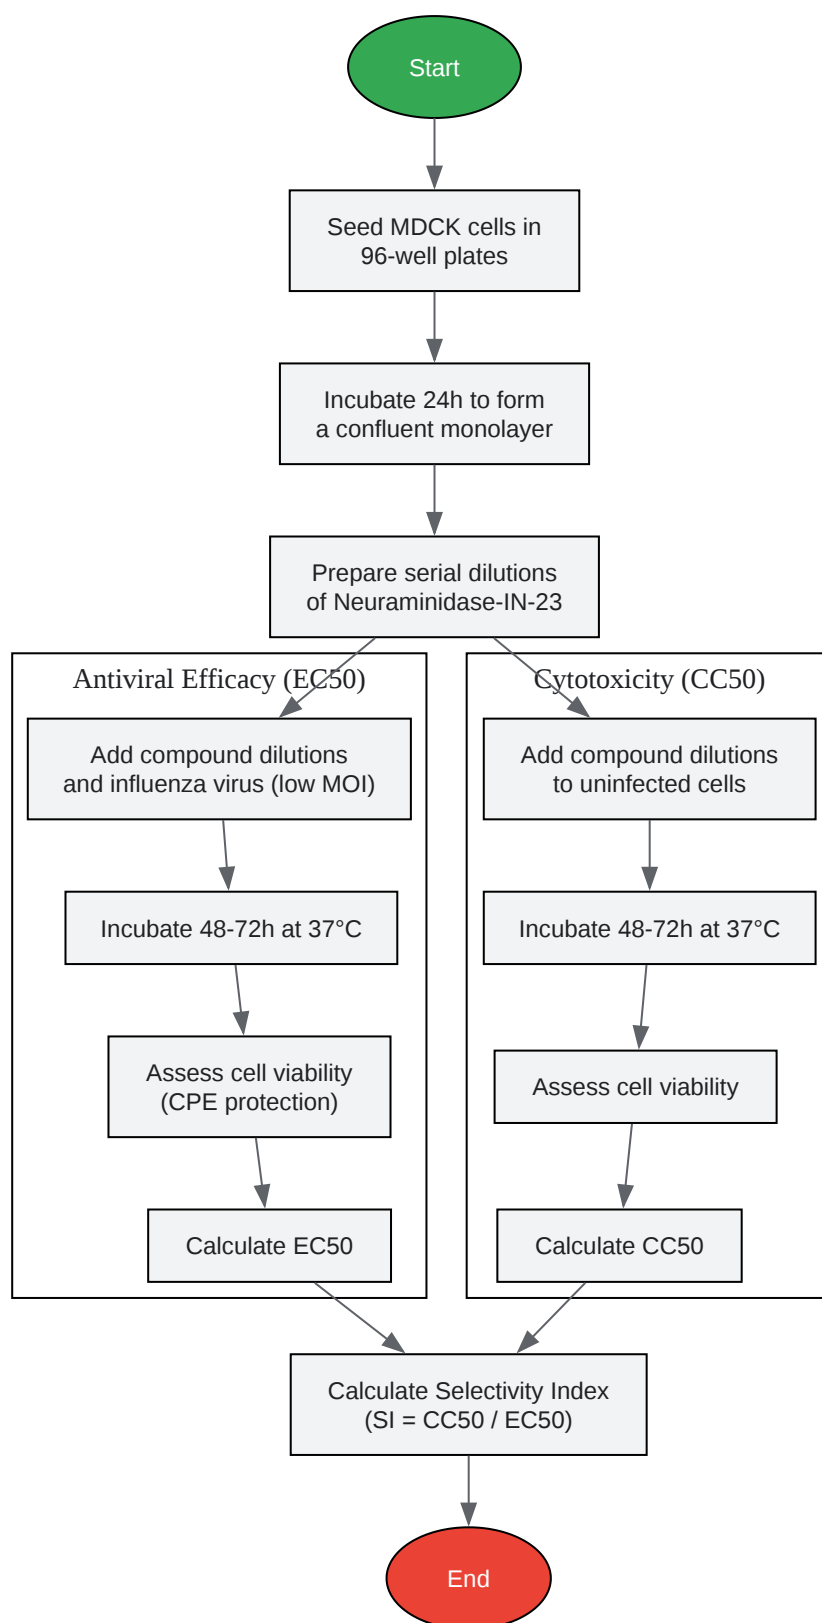 Start
Seed MDCK cells in
96-well plates
Incubate 24h to form
a confluent monolayer
Prepare serial dilutions
of Neuraminidase-IN-23
Antiviral Efficacy (EC50)
Add compound dilutions
and influenza virus (low MOI)
Incubate 48-72h at 37°C
Assess cell viability
(CPE protection)
Calculate EC50
Cytotoxicity (CC50)
Add compound dilutions
to uninfected cells
Incubate 48-72h at 37°C
Assess cell viability
Calculate CC50
Calculate Selectivity Index
(SI = CC50 / EC50)
End